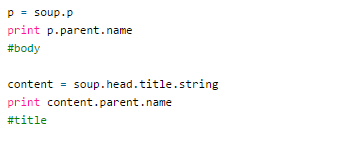 p = soup.p
print p.parent.name
#body
content = soup.head.title.string
print content.parent.name
#title